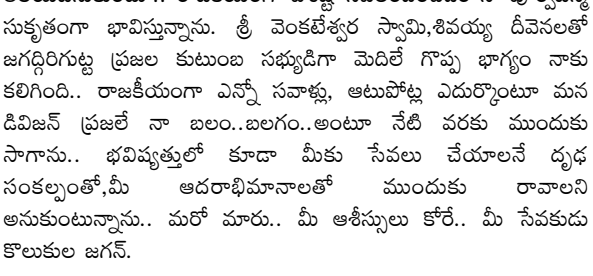 సుకృతంగా భావిస్తున్నాను. శ్రీ వెంకటేశ్వర స్వామి,శివయ్య దీవెనలతో
జగద్గిరిగుట్ట ప్రజల కుటుంబ సభ్యుడిగా మెదిలే గొప్ప భాగ్యం నాకు
కలిగింది.. రాజకీయంగా ఎన్నో సవాళ్లు, ఆటుపోట్ల ఎదుర్కొంటూ మన
డివిజన్ ప్రజలే నా బలం..బలగం..అంటూ నేటి వరకు ముందుకు
సాగాను.. భవిష్యత్తులో కూడా మీకు సేవలు చేయాలనే దృఢ
సంకల్పంతో,మీ ఆదరాభిమానాలతో ముందుకు రావాలని
అనుకుంటున్నాను.. మరో మారు.. మీ ఆశీస్సులు కోరే.. మీ సేవకుడు
కొలుకుల జగన్.